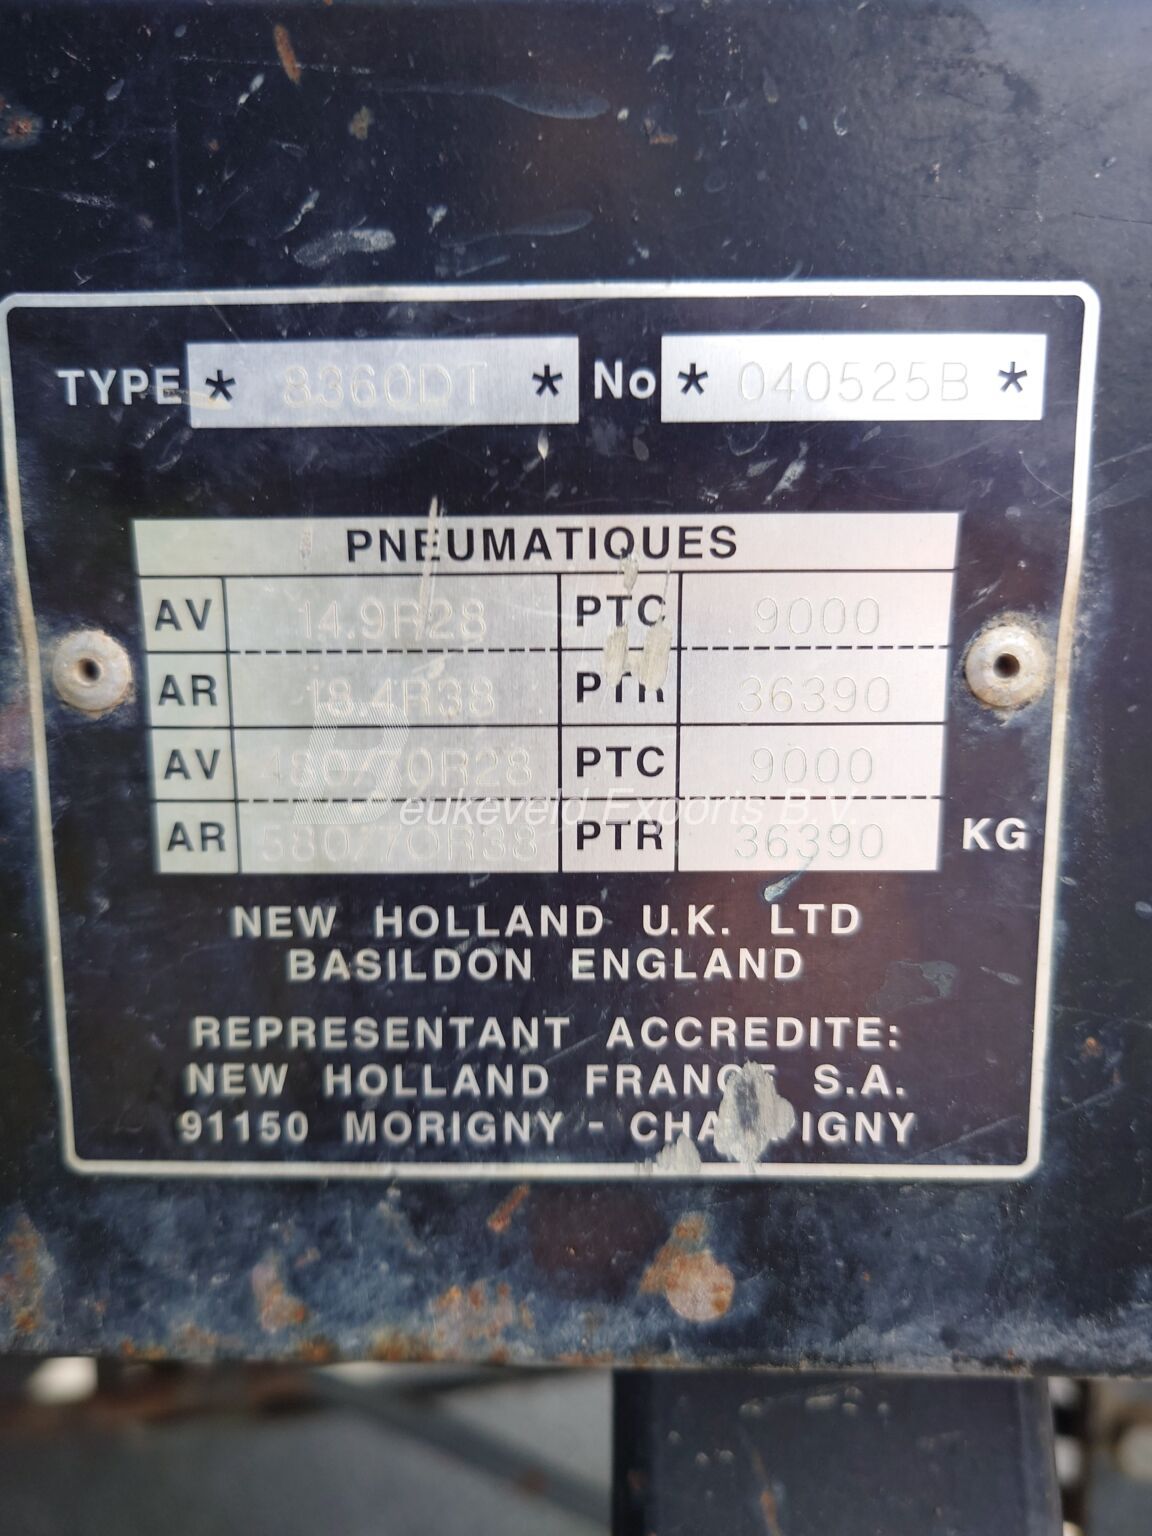 TYPE * 8360DT * No * 040525B *
PNEUMATIQUES
AV 14.9R28 PTC 9000
AR 18.4R38 PTR 36390
AV 480/70R28 PTC 9000
AR 580/70R38 PTR 36390 KG
Beukeveld Exports B.V.
NEW HOLLAND U.K. LTD
BASILDON ENGLAND
REPRESENTANT ACCREDITE:
NEW HOLLAND FRANCE S.A.
91150 MORIGNY - CHAMPIGNY